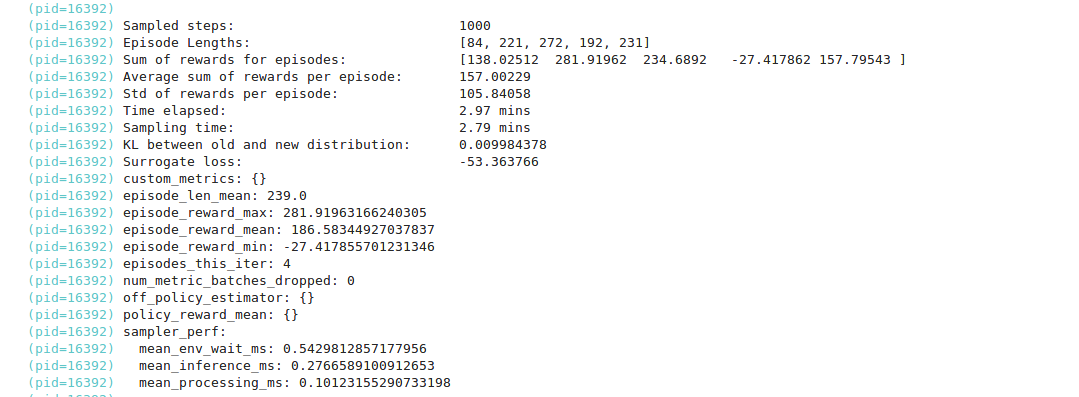 (pid=16392)
(pid=16392) Sampled steps: 1000
(pid=16392) Episode Lengths: [84, 221, 272, 192, 231]
(pid=16392) Sum of rewards for episodes: [138.02512 281.91962 234.6892 -27.417862 157.79543 ]
(pid=16392) Average sum of rewards per episode: 157.00229
(pid=16392) Std of rewards per episode: 105.84058
(pid=16392) Time elapsed: 2.97 mins
(pid=16392) Sampling time: 2.79 mins
(pid=16392) KL between old and new distribution: 0.009984378
(pid=16392) Surrogate loss: -53.363766
(pid=16392) custom_metrics: {}
(pid=16392) episode_len_mean: 239.0
(pid=16392) episode_reward_max: 281.91963166240305
(pid=16392) episode_reward_mean: 186.58344927037837
(pid=16392) episode_reward_min: -27.417855701231346
(pid=16392) episodes_this_iter: 4
(pid=16392) num_metric_batches_dropped: 0
(pid=16392) off_policy_estimator: {}
(pid=16392) policy_reward_mean: {}
(pid=16392) sampler_perf:
(pid=16392)   mean_env_wait_ms: 0.5429812857177956
(pid=16392)   mean_inference_ms: 0.2766589100912653
(pid=16392)   mean_processing_ms: 0.10123155290733198